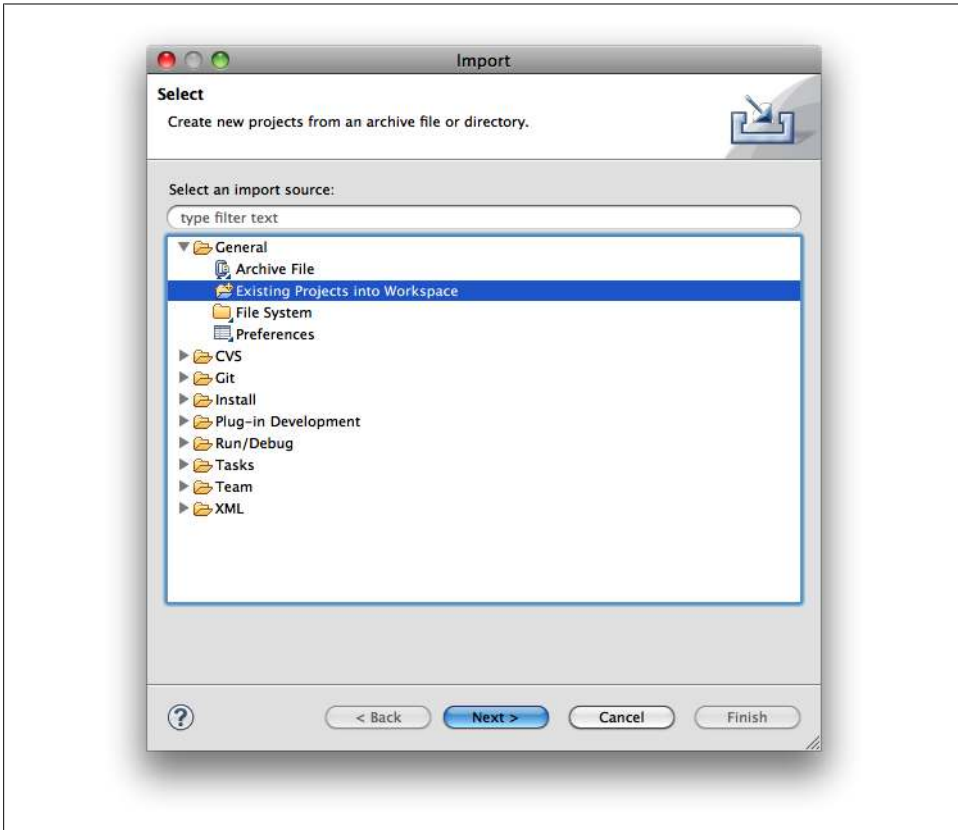 Import
Select
Create new projects from an archive file or directory.
Select an import source:
type filter text
General
Archive File
Existing Projects into Workspace
File System
Preferences
CVS
Git
Install
Plug-in Development
Run/Debug
Tasks
Team
XML
?
< Back
Next >
Cancel
Finish